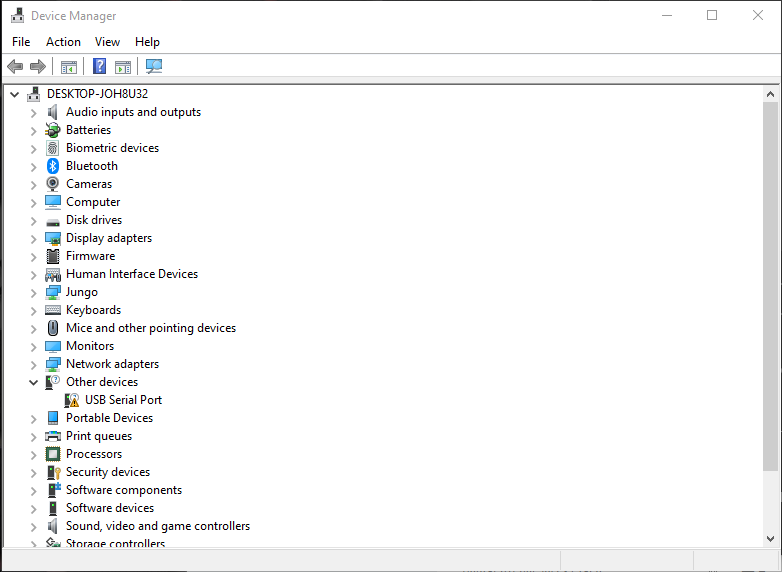 Device Manager
File Action View Help
DESKTOP-JOH8U32
Audio inputs and outputs
Batteries
Biometric devices
Bluetooth
Cameras
Computer
Disk drives
Display adapters
Firmware
Human Interface Devices
Jungo
Keyboards
Mice and other pointing devices
Monitors
Network adapters
Other devices
USB Serial Port
Portable Devices
Print queues
Processors
Security devices
Software components
Software devices
Sound, video and game controllers
Storage controllers